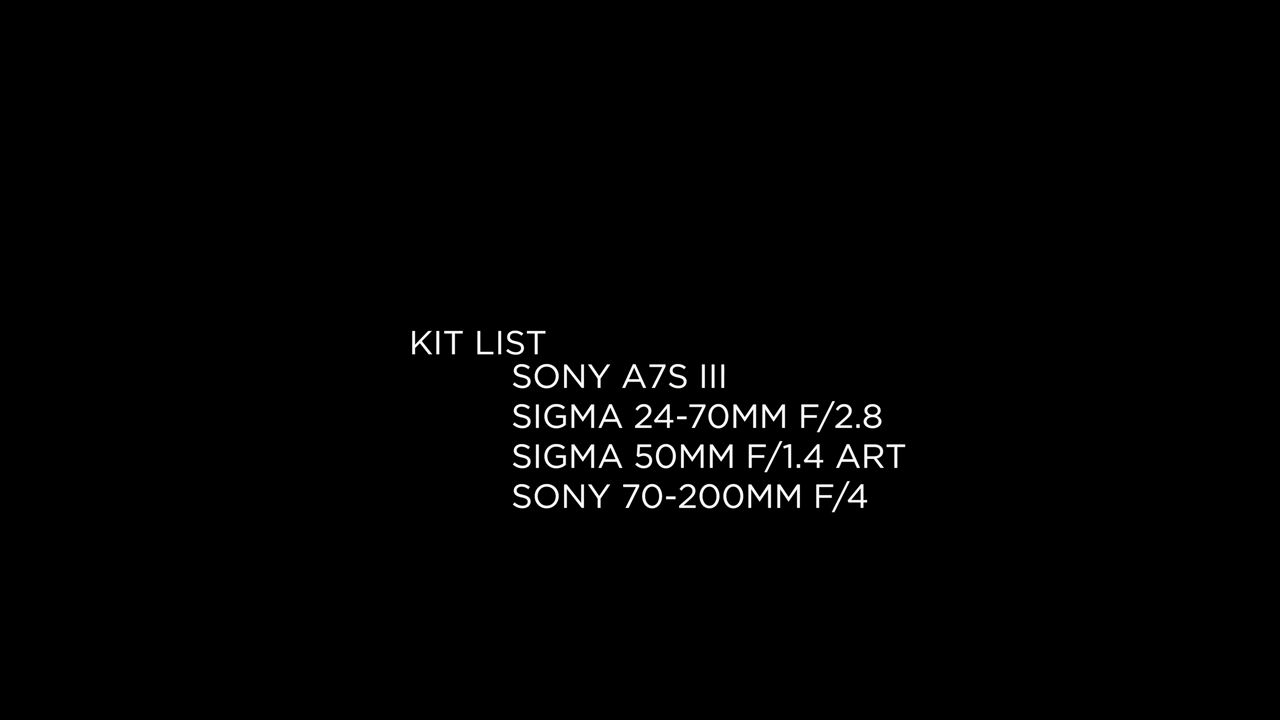 KIT LIST
SONY A7S III
SIGMA 24-70MM F/2.8
SIGMA 50MM F/1.4 ART
SONY 70-200MM F/4